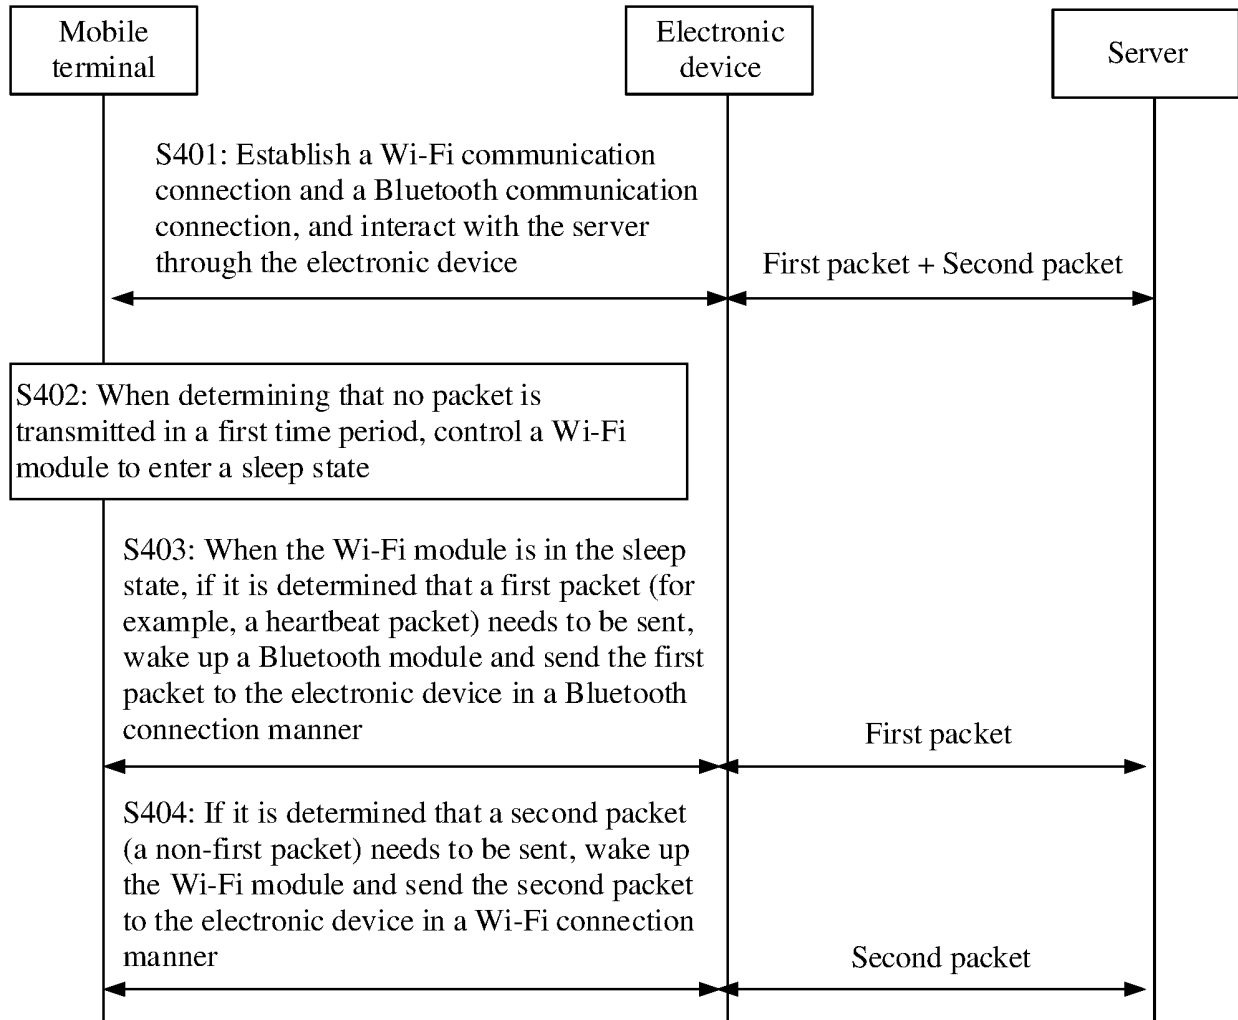 Mobile
terminal
Electronic
device
Server
S401: Establish a Wi-Fi communication
connection and a Bluetooth communication
connection, and interact with the server
through the electronic device
First packet + Second packet
S402: When determining that no packet is
transmitted in a first time period, control a Wi-Fi
module to enter a sleep state
S403: When the Wi-Fi module is in the sleep
state, if it is determined that a first packet (for
example, a heartbeat packet) needs to be sent,
wake up a Bluetooth module and send the first
packet to the electronic device in a Bluetooth
connection manner
First packet
S404: If it is determined that a second packet
(a non-first packet) needs to be sent, wake up
the Wi-Fi module and send the second packet
to the electronic device in a Wi-Fi connection
manner
Second packet